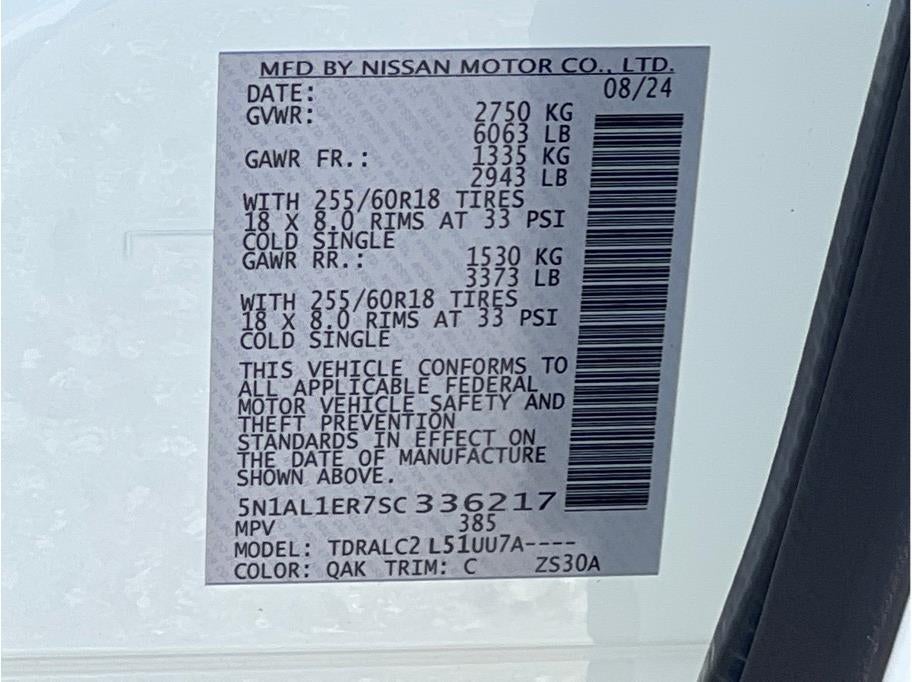 MFD BY NISSAN MOTOR CO., LTD.
DATE: 08/24
GVWR: 2750 KG
6063 LB
GAWR FR.: 1335 KG
2943 LB
WITH 255/60R18 TIRES
18 X 8.0 RIMS AT 33 PSI
COLD SINGLE
GAWR RR.: 1530 KG
3373 LB
WITH 255/60R18 TIRES
18 X 8.0 RIMS AT 33 PSI
COLD SINGLE
THIS VEHICLE CONFORMS TO
ALL APPLICABLE FEDERAL
MOTOR VEHICLE SAFETY AND
THEFT PREVENTION
STANDARDS IN EFFECT ON
THE DATE OF MANUFACTURE
SHOWN ABOVE.
5N1AL1ER7SC 336217
MPV 385
MODEL: TDRALC2 L51UU7A----
COLOR: QAK TRIM: C ZS30A